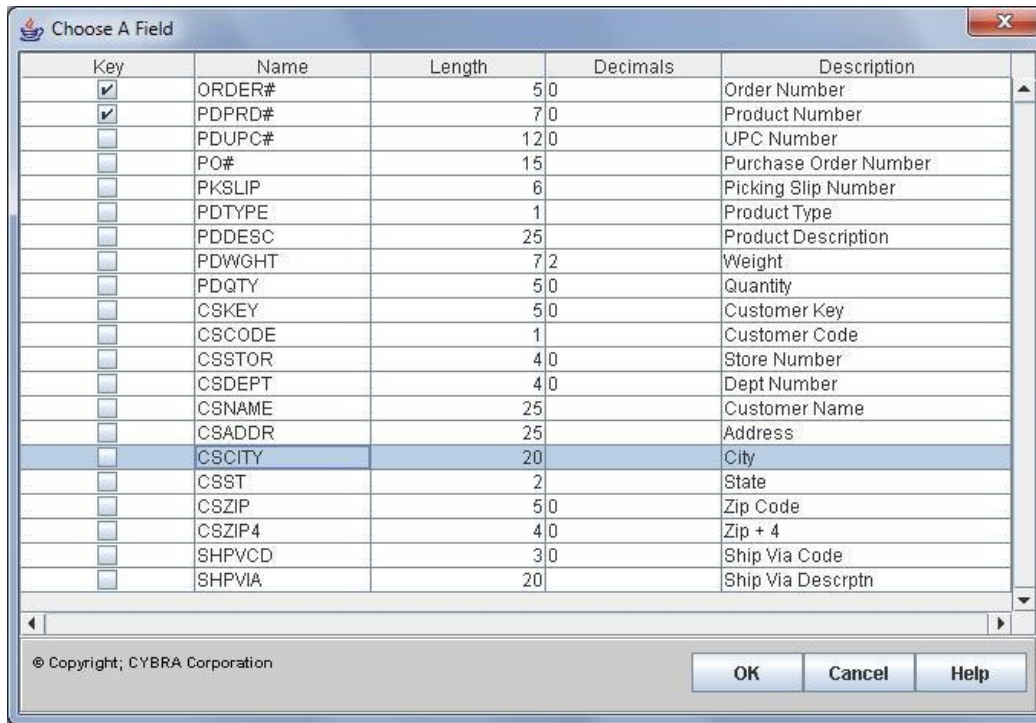 Choose A Field
Key Name Length Decimals Description
ORDER# 5 0 Order Number
PDPRD# 7 0 Product Number
PDUPC# 12 0 UPC Number
PO# 15 Purchase Order Number
PKSLIP 6 Picking Slip Number
PDTYPE 1 Product Type
PDDESC 25 Product Description
PDWGHT 7 2 Weight
PDQTY 5 0 Quantity
CSKEY 5 0 Customer Key
CSCODE 1 Customer Code
CSSTOR 4 0 Store Number
CSDEPT 4 0 Dept Number
CSNAME 25 Customer Name
CSADDR 25 Address
CSCITY 20 City
CSST 2 State
CSZIP 5 0 Zip Code
CSZIP4 4 0 Zip + 4
SHPVCD 3 0 Ship Via Code
SHPVIA 20 Ship Via Descrptn
© Copyright; CYBRA Corporation
OK Cancel Help